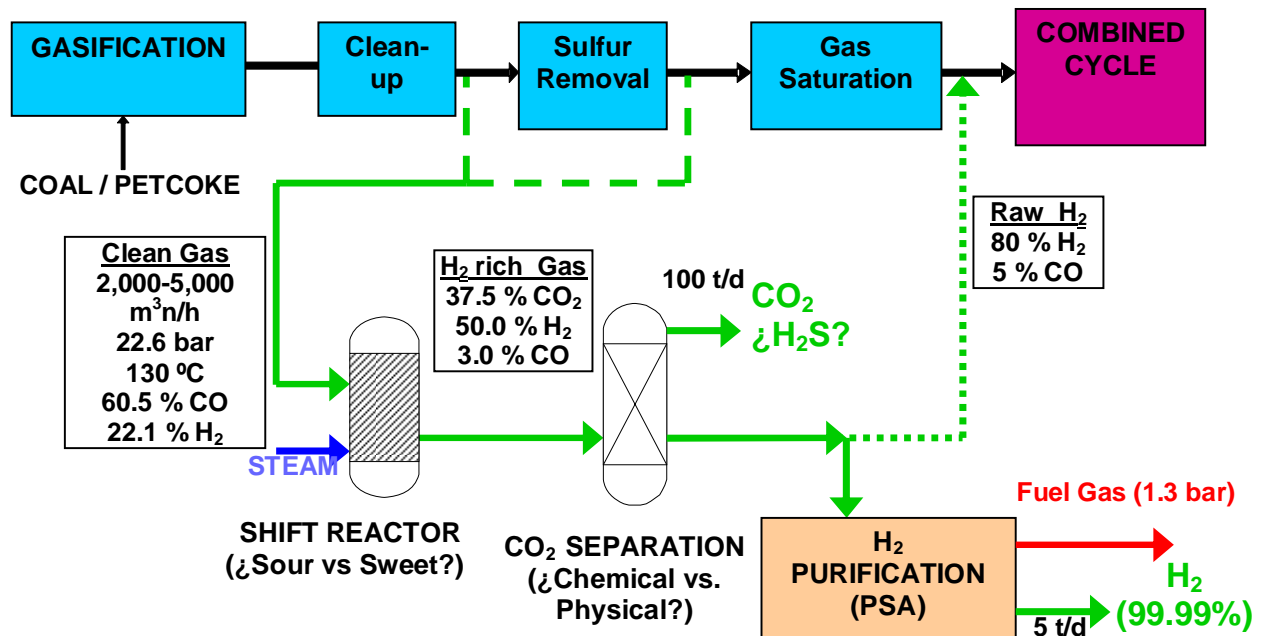 GASIFICATION
Clean-
up
Sulfur
Removal
Gas
Saturation
COMBINED
CYCLE
COAL / PETCOKE
Clean Gas
2,000-5,000
m³n/h
22.6 bar
130 ºC
60.5 % CO
22.1 % H₂
STEAM
SHIFT REACTOR
(¿Sour vs Sweet?)
H₂ rich Gas
37.5 % CO₂
50.0 % H₂
3.0 % CO
100 t/d
CO₂
¿H₂S?
CO₂ SEPARATION
(¿Chemical vs.
Physical?)
Raw H₂
80 % H₂
5 % CO
H₂
PURIFICATION
(PSA)
Fuel Gas (1.3 bar)
H₂
(99.99%)
5 t/d